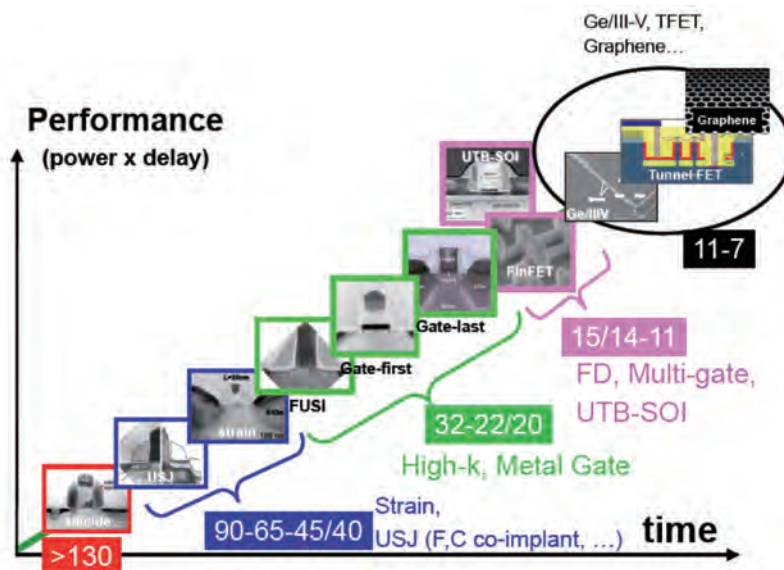 Ge/III-V, TFET,
Graphene…
Performance
(power x delay)
Graphene
UTB-SOI
Tunnel-FET
Ge/IIIV
FinFET
11-7
Gate-last
15/14-11
FD, Multi-gate,
UTB-SOI
Gate-first
FUSI
32-22/20
High-k, Metal Gate
strain
USJ
silicide
90-65-45/40
Strain,
USJ (F,C co-implant, …)
time
>130